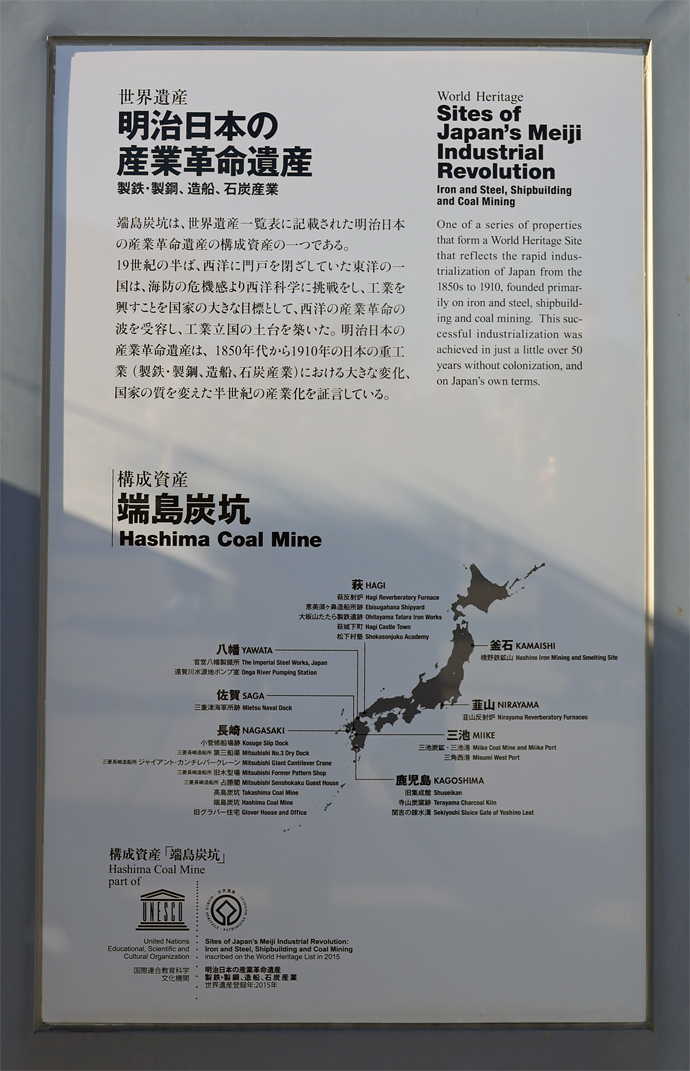 世界遺産
明治日本の
産業革命遺産
製鉄・製鋼、造船、石炭産業
端島炭坑は、世界遺産一覧表に記載された明治日本
の産業革命遺産の構成資産の一つである。
19世紀の半ば、西洋に門戸を閉ざしていた東洋の一
国は、海防の危機感より西洋科学に挑戦をし、工業を
興すことを国家の大きな目標として、西洋の産業革命の
波を受容し、工業立国の土台を築いた。明治日本の
産業革命遺産は、1850年代から1910年の日本の重工
業（製鉄・製鋼、造船、石炭産業）における大きな変化、
国家の質を変えた半世紀の産業化を証言している。
World Heritage
Sites of
Japan's Meiji
Industrial
Revolution
Iron and Steel, Shipbuilding
and Coal Mining
One of a series of properties
that form a World Heritage Site
that reflects the rapid indus-
trialization of Japan from the
1850s to 1910, founded primar-
ily on iron and steel, shipbuild-
ing and coal mining. This suc-
cessful industrialization was
achieved in just a little over 50
years without colonization, and
on Japan's own terms.
構成資産
端島炭坑
Hashima Coal Mine
萩 HAGI
萩反射炉 Hagi Reverberatory Furnace
恵美須ヶ鼻造船所跡 Ebisugahana Shipyard
大板山たたら製鉄遺跡 Ohitayama Tatara Iron Works
萩城下町 Hagi Castle Town
松下村塾 Shokasonjuku Academy
八幡 YAWATA
官営八幡製鐵所 The Imperial Steel Works, Japan
遠賀川水源地ポンプ室 Onga River Pumping Station
佐賀 SAGA
三重津海軍所跡 Mietsu Naval Dock
長崎 NAGASAKI
小菅修船場跡 Kosuge Slip Dock
三菱長崎造船所 第三船渠 Mitsubishi No.3 Dry Dock
三菱長崎造船所 ジャイアント・カンチレバークレーン Mitsubishi Giant Cantilever Crane
三菱長崎造船所 旧木型場 Mitsubishi Former Pattern Shop
三菱長崎造船所 占勝閣 Mitsubishi Senshokaku Guest House
高島炭坑 Takashima Coal Mine
端島炭坑 Hashima Coal Mine
旧グラバー住宅 Glover House and Office
釜石 KAMAISHI
橋野鉄鉱山 Hashino Iron Mining and Smelting Site
韮山 NIRAYAMA
韮山反射炉 Nirayama Reverberatory Furnaces
三池 MIIKE
三池炭鉱・三池港 Miike Coal Mine and Miike Port
三角西港 Misumi West Port
鹿児島 KAGOSHIMA
旧集成館 Shuseikan
寺山炭窯跡 Terayama Charcoal Kiln
関吉の疎水溝 Sekiyoshi Sluice Gate of Yoshino Leat
構成資産「端島炭坑」
Hashima Coal Mine
part of
UNESCO
United Nations
Educational, Scientific and
Cultural Organization
国際連合教育科学
文化機関
Sites of Japan's Meiji Industrial Revolution:
Iron and Steel, Shipbuilding and Coal Mining
inscribed on the World Heritage List in 2015
明治日本の産業革命遺産
製鉄・製鋼、造船、石炭産業
世界遺産登録年:2015年